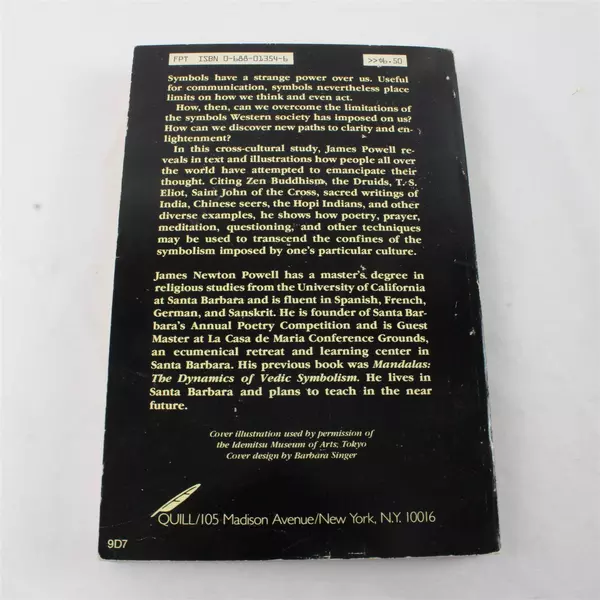 FPT ISBN 0-688-01354-6 >>$6.50
Symbols have a strange power over us. Useful
for communication, symbols nevertheless place
limits on how we think and even act.
How, then, can we overcome the limitations of
the symbols Western society has imposed on us?
How can we discover new paths to clarity and en-
lightenment?
In this cross-cultural study, James Powell re-
veals in text and illustrations how people all over
the world have attempted to emancipate their
thought. Citing Zen Buddhism, the Druids, T. S.
Eliot, Saint John of the Cross, sacred writings of
India, Chinese seers, the Hopi Indians, and other
diverse examples, he shows how poetry, prayer,
meditation, questioning, and other techniques
may be used to transcend the confines of the
symbolism imposed by one's particular culture.
James Newton Powell has a master's degree in
religious studies from the University of California
at Santa Barbara and is fluent in Spanish, French,
German, and Sanskrit. He is founder of Santa Bar-
bara's Annual Poetry Competition and is Guest
Master at La Casa de Maria Conference Grounds,
an ecumenical retreat and learning center in
Santa Barbara. His previous book was Mandalas:
The Dynamics of Vedic Symbolism. He lives in
Santa Barbara and plans to teach in the near
future.
Cover illustration used by permission of
the Idemitsu Museum of Arts, Tokyo
Cover design by Barbara Singer
QUILL/105 Madison Avenue/New York, N.Y. 10016
9D7